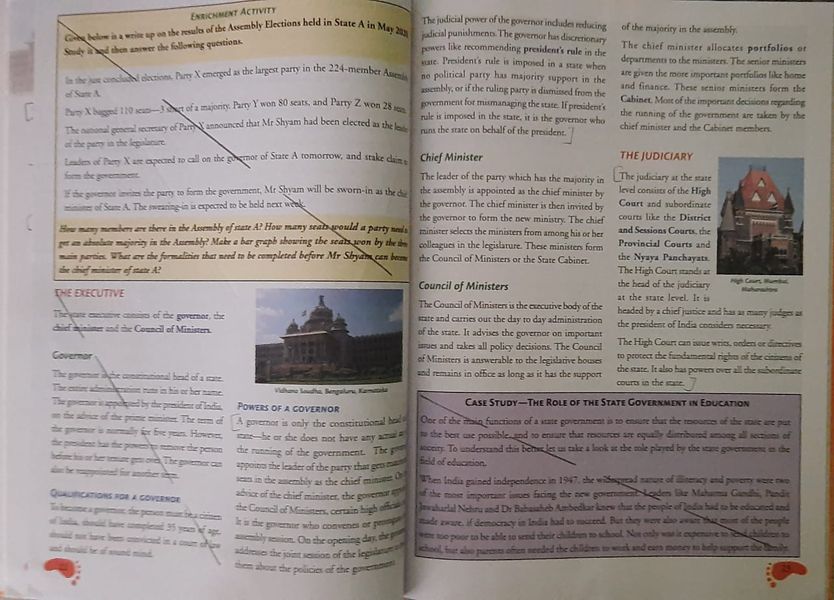 ENRICHMENT ACTIVITY
Given below is a write up on the results of the Assembly Elections held in State A in May
Study it and then answer the following questions.
In the just concluded elections, Party X emerged as the largest party in the 224-member
of State A.
Party X bagged 110 seats—3 short of a majority. Party Y won 80 seats, and Party Z won 28
The national general secretary of Party X announced that Mr Shyam had been elected as the
of the party in the legislature.
Leaders of Party X are expected to call on the governor of State A tomorrow, and stake claim
form the government.
If the governor invites the party to form the government, Mr Shyam will be sworn-in as the
minister of State A. The swearing-in is expected to be held next week.
How many members are there in the Assembly of state A? How many seats would a party need
get an absolute majority in the Assembly? Make a bar graph showing the seats won by the
main parties. What are the formalities that need to be completed before Mr Shyam can
the chief minister of state A?
THE EXECUTIVE
The state executive consists of the governor, the
chief minister and the Council of Ministers.
Governor
The governor is the constitutional head of a state.
The entire administration runs in his or her name.
The governor is appointed by the president of India,
on the advice of the prime minister. The term of
the governor is normally for five years. However,
the president has the power to remove the person
before his or her tenure gets over. The governor can
also be reappointed for another term.
QUALIFICATIONS FOR A GOVERNOR
To become a governor, the person must be a citizen
of India, should have completed 35 years of age,
should not have been convicted in a court of law
and should be of sound mind.
Vidhana Soudha, Bengaluru, Karnataka
POWERS OF A GOVERNOR
A governor is only the constitutional head
state—he or she does not have any actual
the running of the government. The
appoints the leader of the party that gets
seats in the assembly as the chief minister.
advice of the chief minister, the governor
the Council of Ministers, certain high
It is the governor who convenes or
assembly session. On the opening day, the
addresses the joint session of the
them about the policies of the government.
The judicial power of the governor includes reducing
judicial punishments. The governor has discretionary
powers like recommending president's rule in the
state. President's rule is imposed in a state when
no political party has majority support in the
assembly, or if the ruling party is dismissed from the
government for mismanaging the state. If president's
rule is imposed in the state, it is the governor who
runs the state on behalf of the president.
Chief Minister
The leader of the party which has the majority in
the assembly is appointed as the chief minister by
the governor. The chief minister is then invited by
the governor to form the new ministry. The chief
minister selects the ministers from among his or her
colleagues in the legislature. These ministers form
the Council of Ministers or the State Cabinet.
Council of Ministers
The Council of Ministers is the executive body of the
state and carries out the day to day administration
of the state. It advises the governor on important
issues and takes all policy decisions. The Council
of Ministers is answerable to the legislative houses
and remains in office as long as it has the support
of the majority in the assembly.
The chief minister allocates portfolios or
departments to the ministers. The senior ministers
are given the more important portfolios like home
and finance. These senior ministers form the
Cabinet. Most of the important decisions regarding
the running of the government are taken by the
chief minister and the Cabinet members.
THE JUDICIARY
The judiciary at the state
level consists of the High
Court and subordinate
courts like the District
and Sessions Courts, the
Provincial Courts and
the Nyaya Panchayats.
The High Court stands at
the head of the judiciary
at the state level. It is
headed by a chief justice and has as many judges as
the president of India considers necessary.
High Court, Mumbai,
Maharashtra
The High Court can issue writs, orders or directives
to protect the fundamental rights of the citizens of
the state. It also has powers over all the subordinate
courts in the state.
CASE STUDY—THE ROLE OF THE STATE GOVERNMENT IN EDUCATION
One of the main functions of a state government is to ensure that the resources of the state are put
to the best use possible, and to ensure that resources are equally distributed among all sections of
society. To understand this better let us take a look at the role played by the state government in the
field of education.
When India gained independence in 1947, the widespread nature of illiteracy and poverty were two
of the most important issues facing the new government. Leaders like Mahatma Gandhi, Pandit
Jawaharlal Nehru and Dr Babasaheb Ambedkar knew that the people of India had to be educated and
made aware, if democracy in India had to succeed. But they were also aware that most of the people
were too poor to be able to send their children to school. Not only was it expensive to send children to
school, but also parents often needed the children to work and earn money to help support the family.